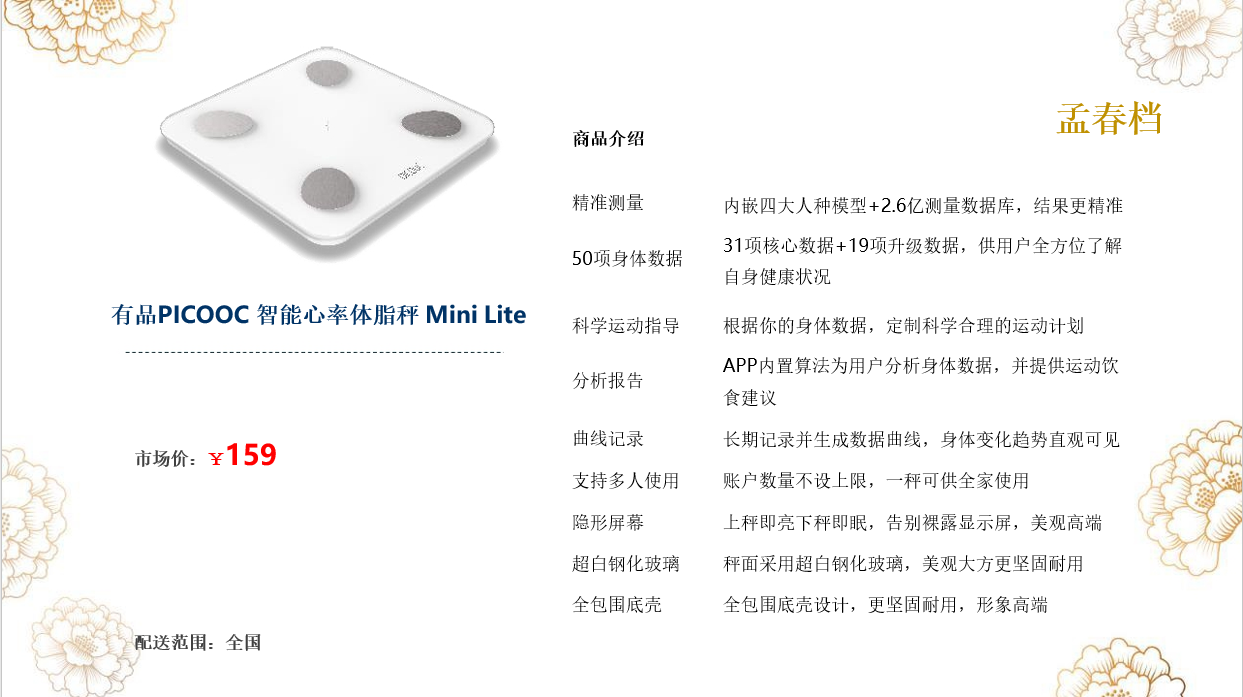 孟春档
商品介绍
精准测量 内嵌四大人种模型+2.6亿测量数据库，结果更精准
50项身体数据 31项核心数据+19项升级数据，供用户全方位了解
自身健康状况
有品PICOOC 智能心率体脂秤 Mini Lite
科学运动指导 根据你的身体数据，定制科学合理的运动计划
分析报告 APP内置算法为用户分析身体数据，并提供运动饮
食建议
曲线记录 长期记录并生成数据曲线，身体变化趋势直观可见
市场价：￥159
支持多人使用 账户数量不设上限，一秤可供全家使用
隐形屏幕 上秤即亮下秤即眠，告别裸露显示屏，美观高端
超白钢化玻璃 秤面采用超白钢化玻璃，美观大方更坚固耐用
全包围底壳 全包围底壳设计，更坚固耐用，形象高端
配送范围：全国